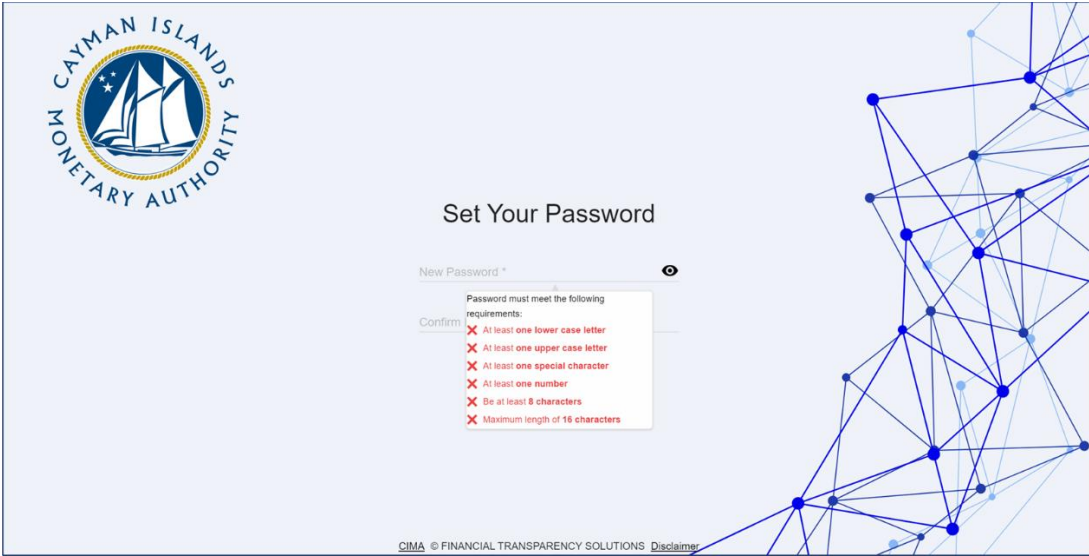 CAYMAN ISLANDS
MONETARY AUTHORITY
Set Your Password
New Password *
Password must meet the following
requirements:
Confirm
At least one lower case letter
At least one upper case letter
At least one special character
At least one number
Be at least 8 characters
Maximum length of 16 characters
CIMA © FINANCIAL TRANSPARENCY SOLUTIONS Disclaimer